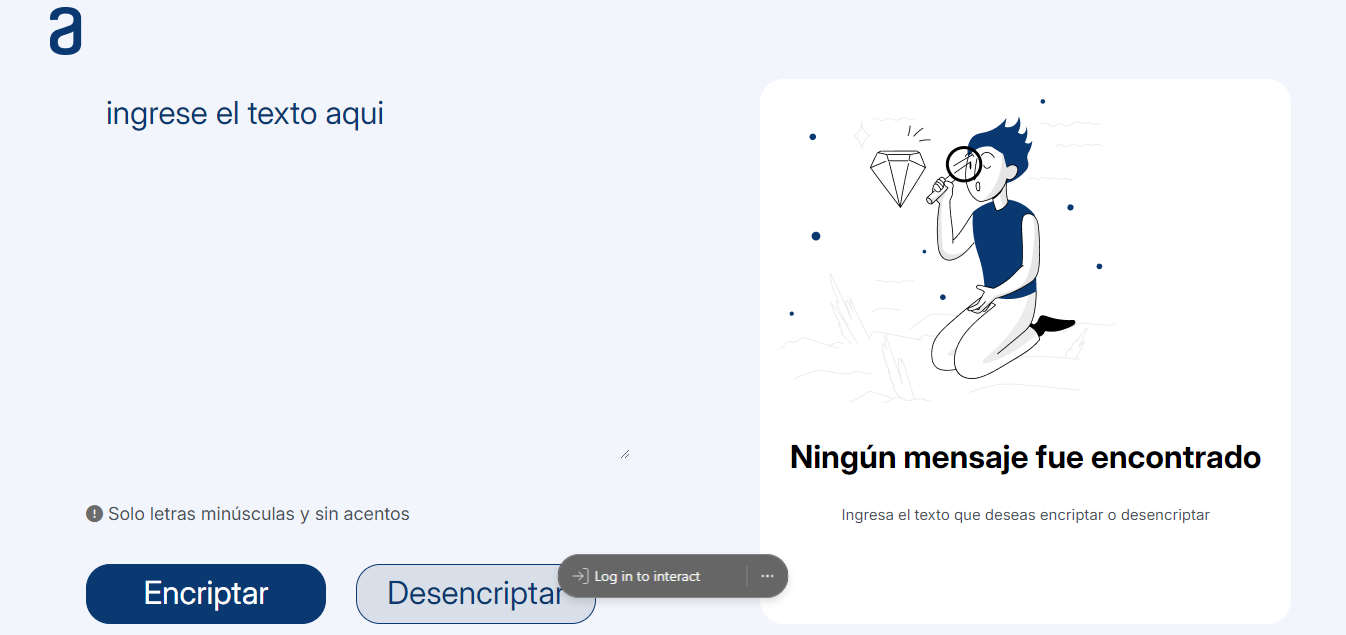 a
ingrese el texto aqui
Solo letras minúsculas y sin acentos
Encriptar
Desencriptar
Log in to interact
Ningún mensaje fue encontrado
Ingresa el texto que deseas encriptar o desencriptar